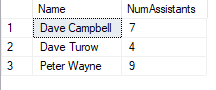 Name NumAssistants
1 Dave Campbell 7
2 Dave Turow 4
3 Peter Wayne 9